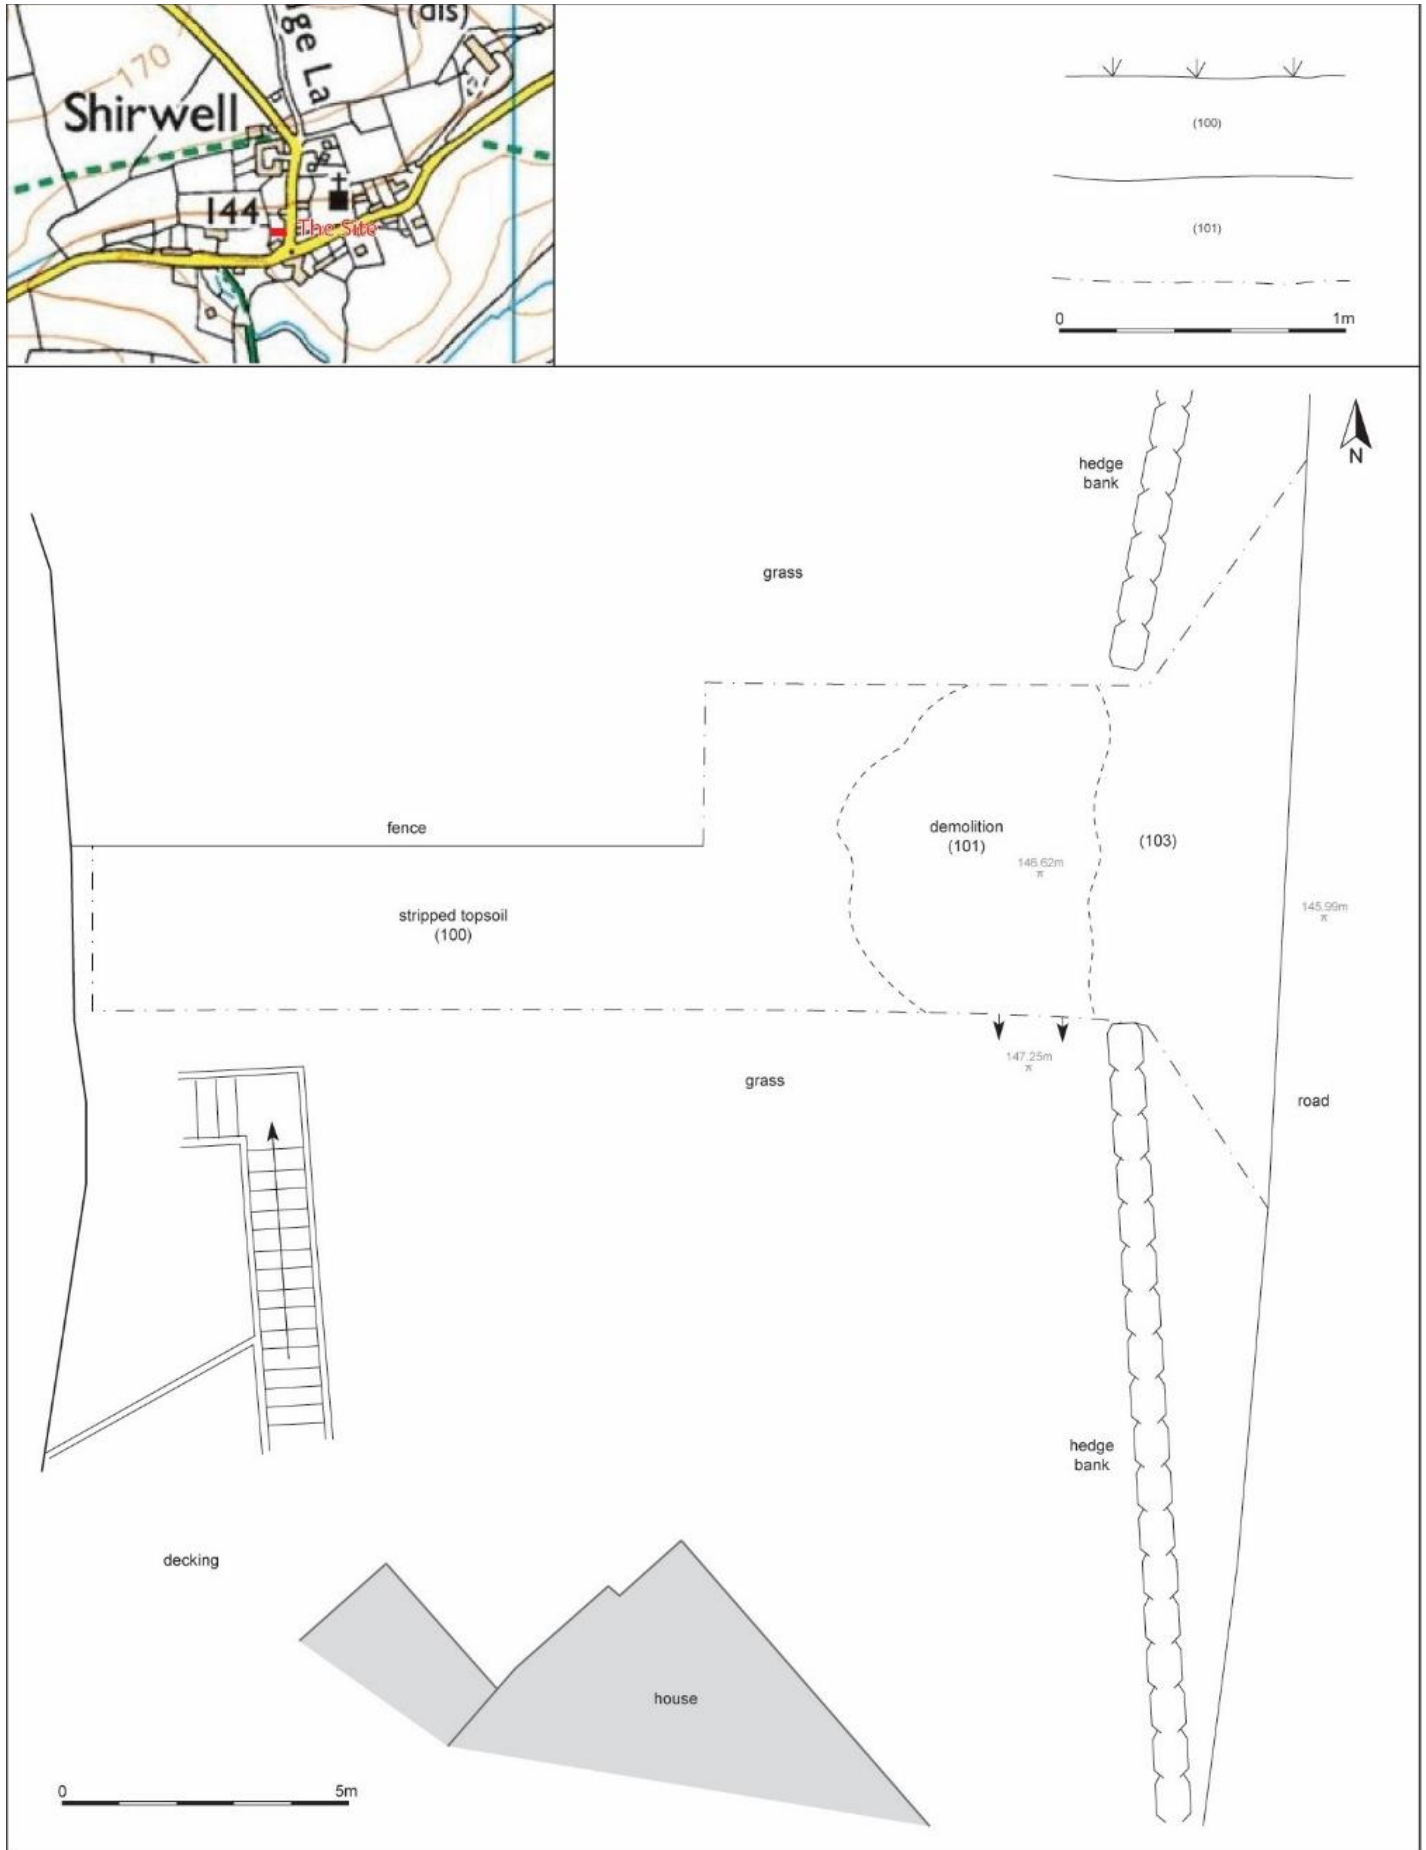 (dis)
ge La
170
Shirwell
144
The Site
(100)
(101)
0 1m
N
hedge
bank
grass
fence
demolition
(101)
(103)
146.62m
145.99m
stripped topsoil
(100)
147.25m
grass
road
hedge
bank
decking
house
0 5m